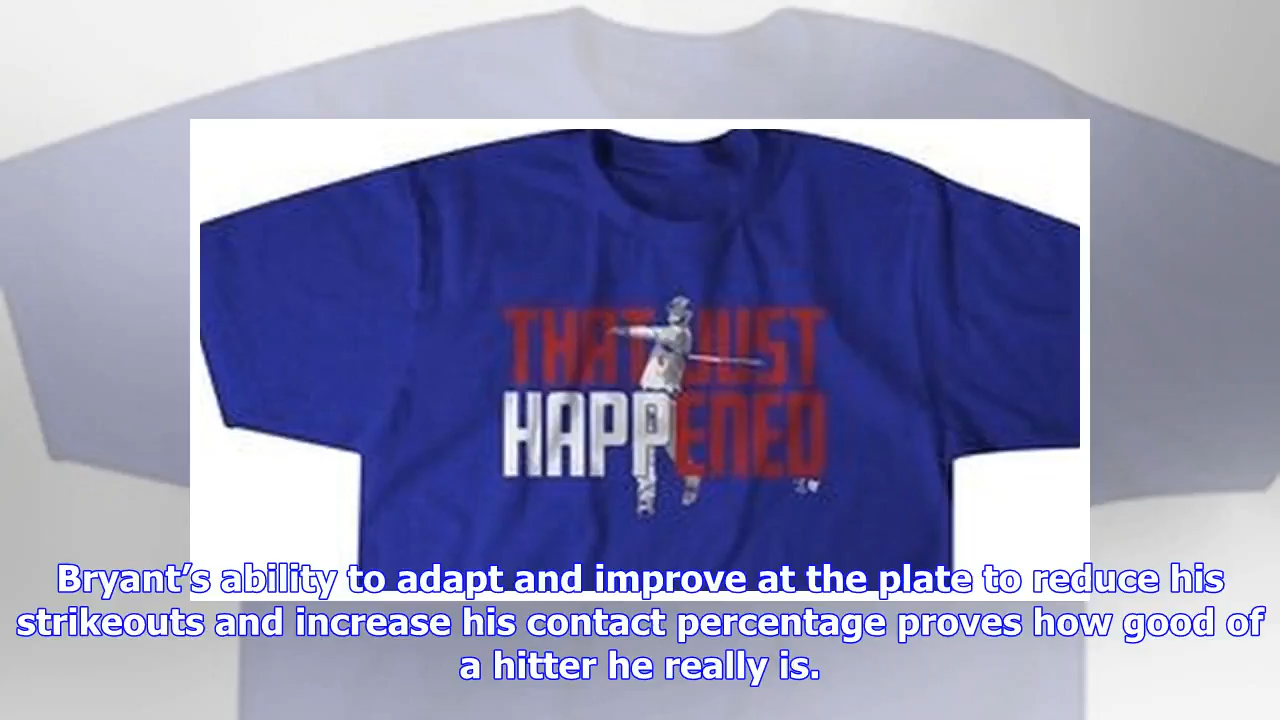 THAT JUST
HAPPENED
Bryant’s ability to adapt and improve at the plate to reduce his
strikeouts and increase his contact percentage proves how good of
a hitter he really is.